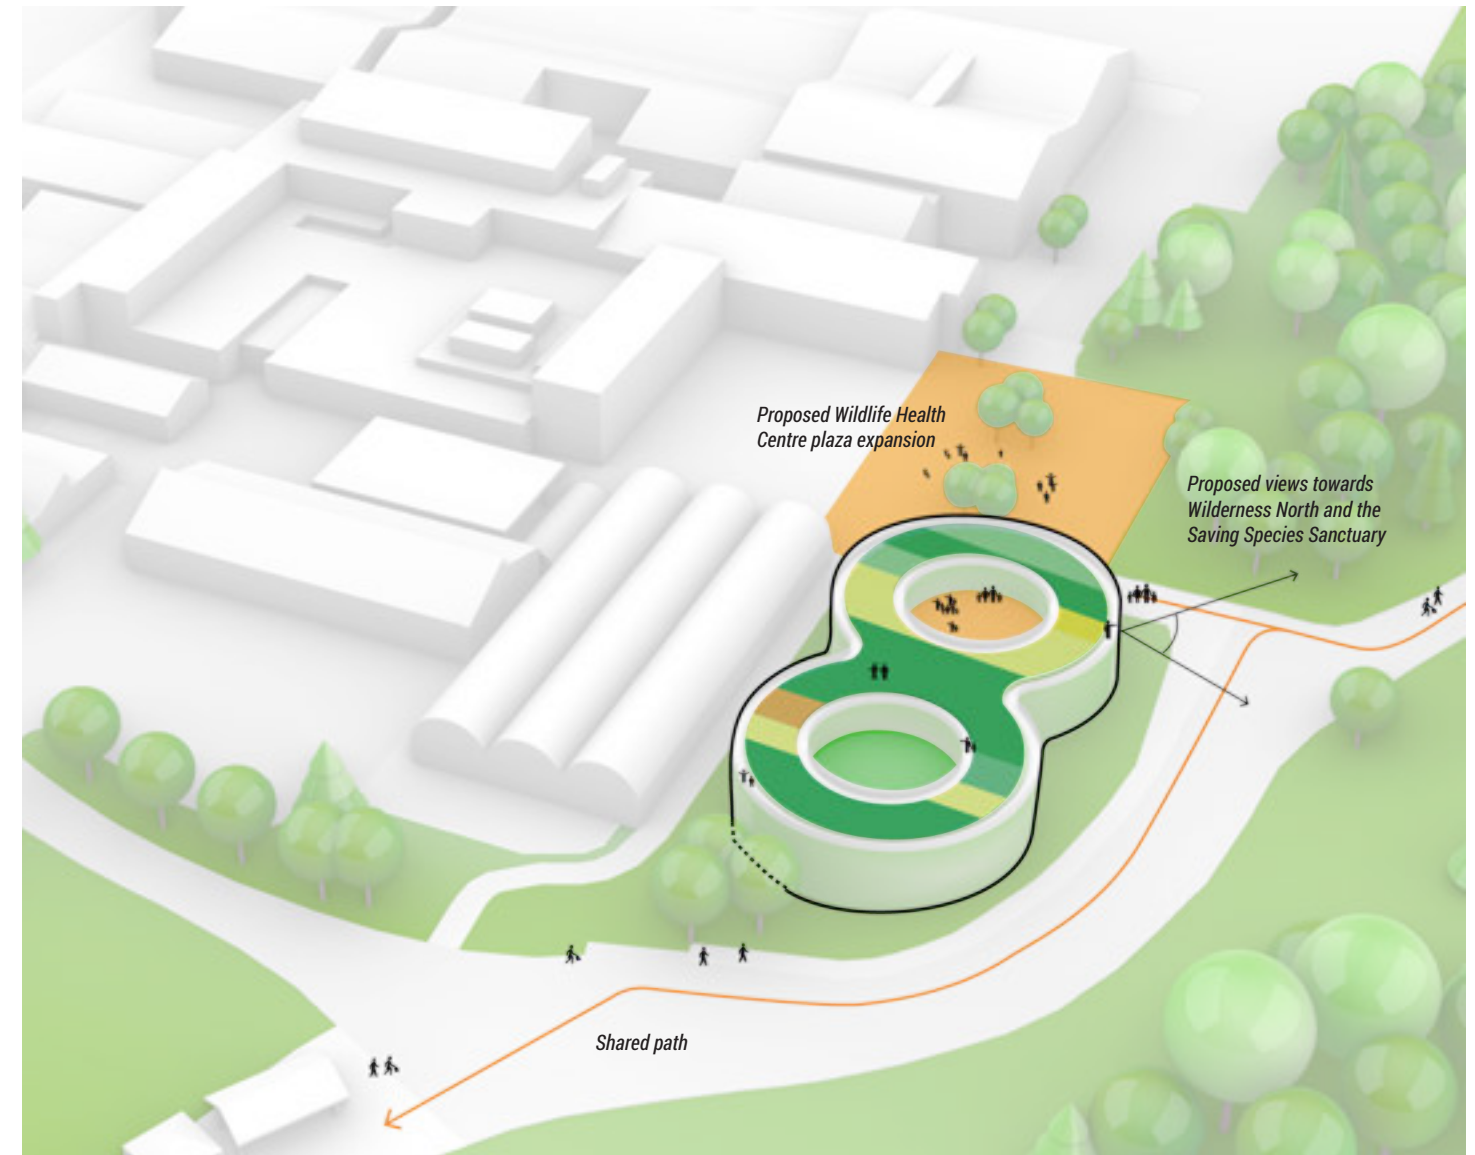 Proposed Wildlife Health
Centre plaza expansion
Proposed views towards
Wilderness North and the
Saving Species Sanctuary
Shared path